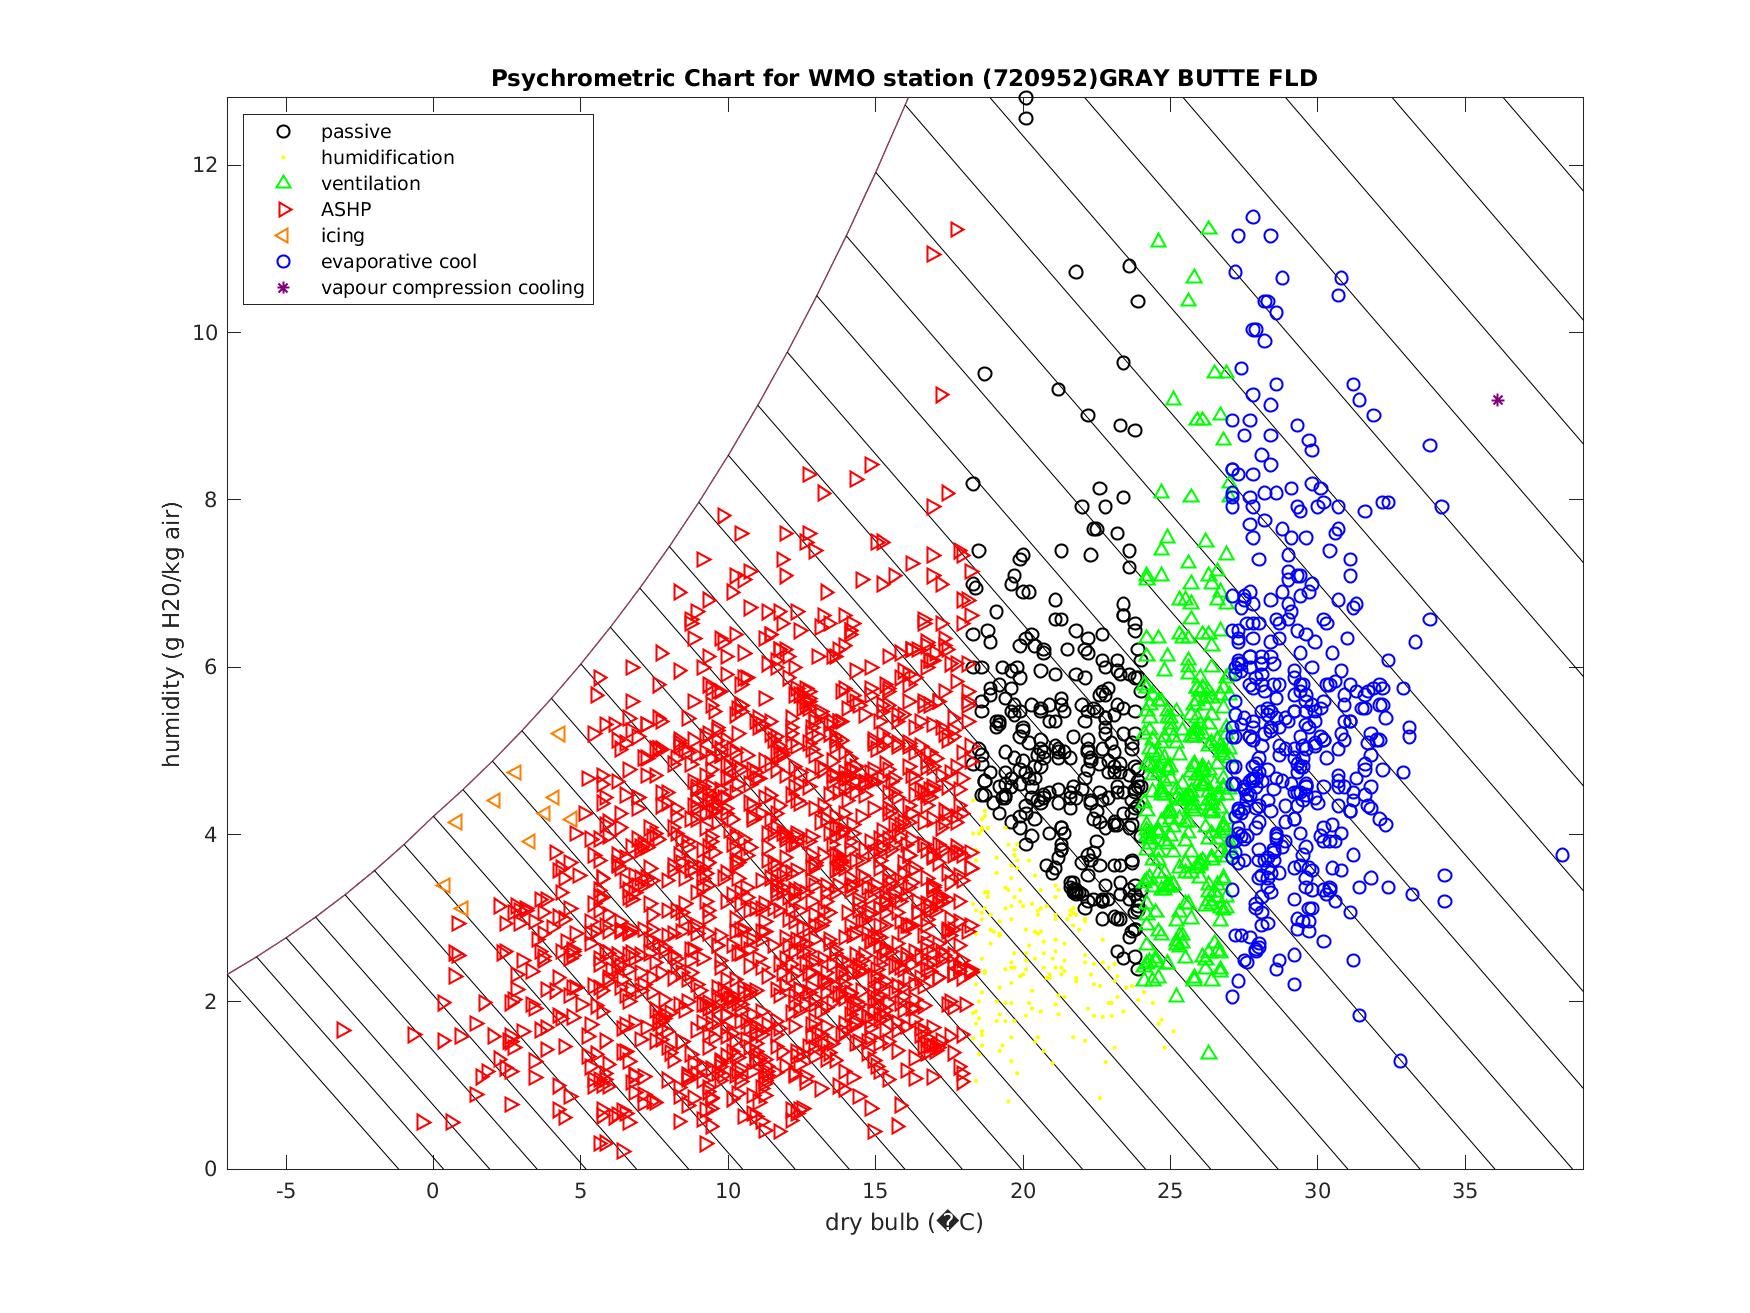 Psychrometric Chart for WMO station (720952)GRAY BUTTE FLD
passive
humidification
ventilation
ASHP
icing
evaporative cool
vapour compression cooling
humidity (g H20/kg air)
12
10
8
6
4
2
0
-5 0 5 10 15 20 25 30 35
dry bulb (�C)